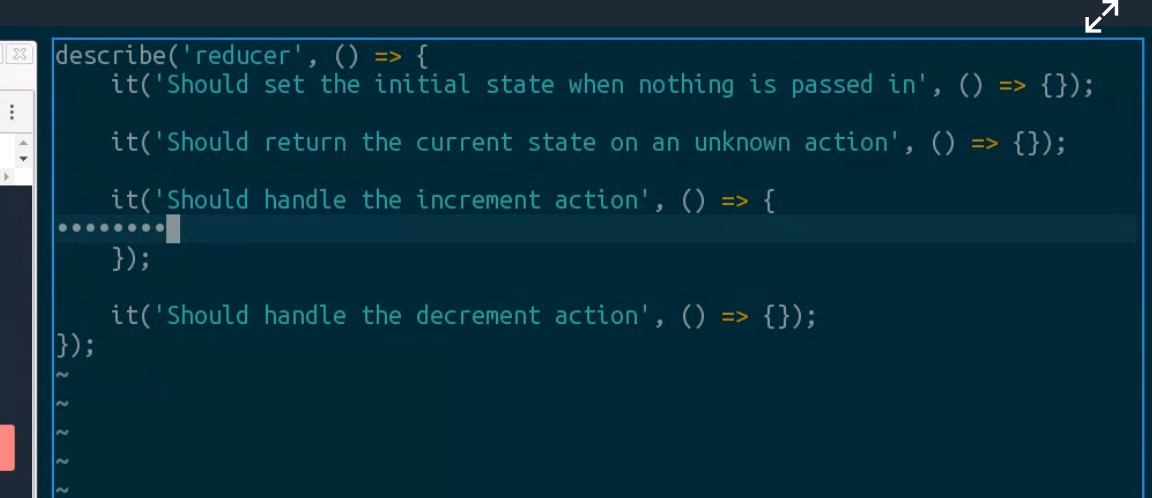 describe('reducer', () => {
    it('Should set the initial state when nothing is passed in', () => {});

    it('Should return the current state on an unknown action', () => {});

    it('Should handle the increment action', () => {
••••••••
    });

    it('Should handle the decrement action', () => {});
});
~
~
~
~
~